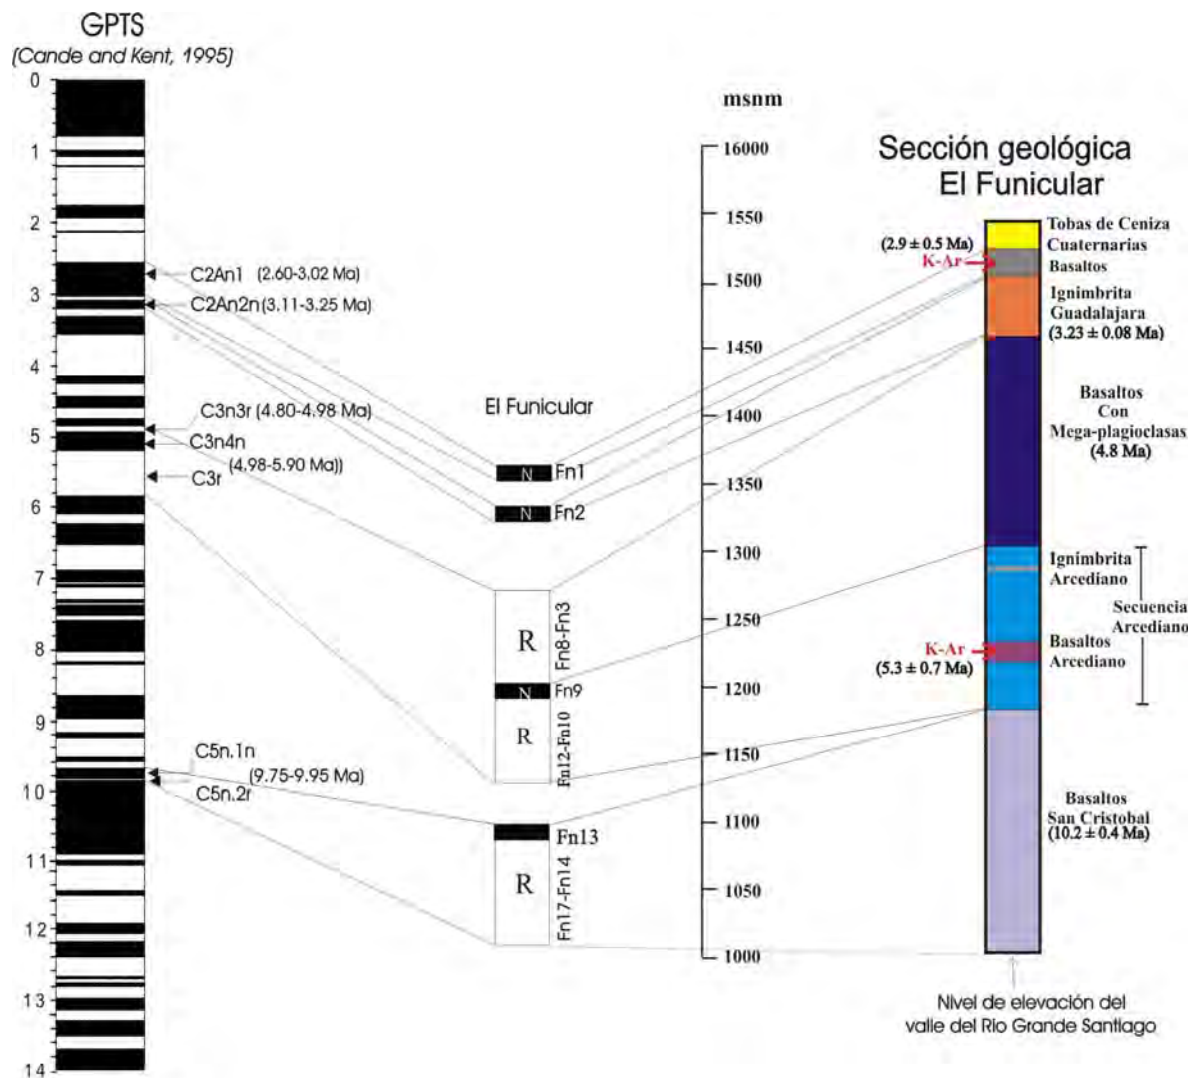 GPTS
(Cande and Kent, 1995)
0
1
2
3
4
5
6
7
8
9
10
11
12
13
14
C2An1 (2.60-3.02 Ma)
C2An2n (3.11-3.25 Ma)
C3n3r (4.80-4.98 Ma)
C3n4n
(4.98-5.90 Ma))
C3r
C5n.1n
(9.75-9.95 Ma)
C5n.2r
El Funicular
N Fn1
N Fn2
R Fn8-Fn3
N Fn9
R Fn12-Fn10
Fn13
R Fn17-Fn14
msnm
16000
1550
1500
1450
1400
1350
1300
1250
1200
1150
1100
1050
1000
Sección geológica
El Funicular
Tobas de Ceniza
Cuaternarias
(2.9 ± 0.5 Ma)
K-Ar
Basaltos
Ignimbrita
Guadalajara
(3.23 ± 0.08 Ma)
Basaltos
Con
Mega-plagioclasas
(4.8 Ma)
Ignimbrita
Arcediano
Secuencia
Arcediano
K-Ar
(5.3 ± 0.7 Ma)
Basaltos
Arcediano
Basaltos
San Cristobal
(10.2 ± 0.4 Ma)
Nivel de elevación del
valle del Rio Grande Santiago